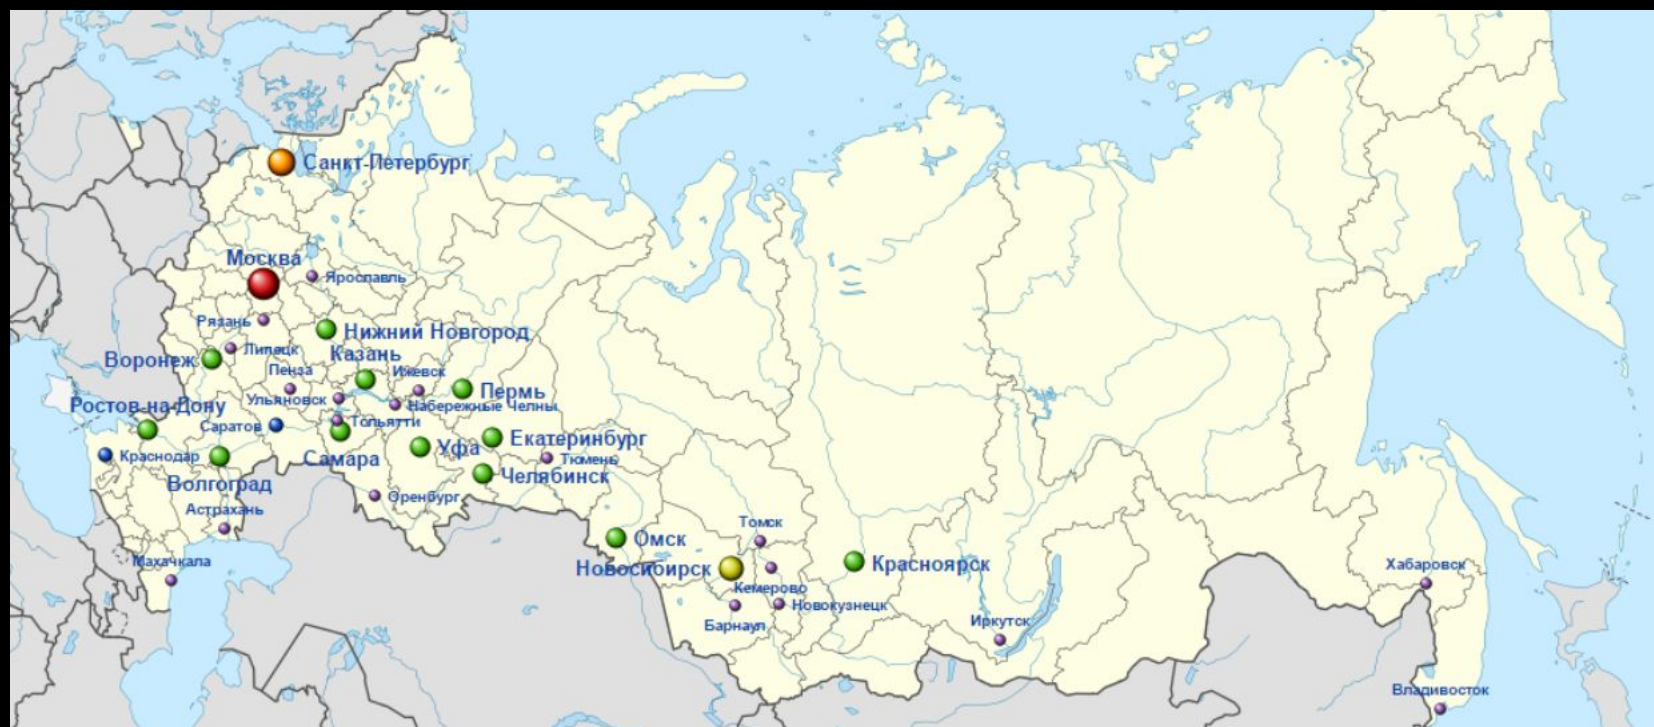 Санкт-Петербург
Москва
Ярославль
Рязань
Нижний Новгород
Липецк
Воронеж
Казань
Пенза
Ижевск
Пермь
Ульяновск
Набережные Челны
Ростов-на-Дону
Тольятти
Саратов
Екатеринбург
Уфа
Краснодар
Самара
Тюмень
Челябинск
Волгоград
Оренбург
Астрахань
Томск
Омск
Махачкала
Новосибирск
Красноярск
Хабаровск
Кемерово
Новокузнецк
Барнаул
Иркутск
Владивосток